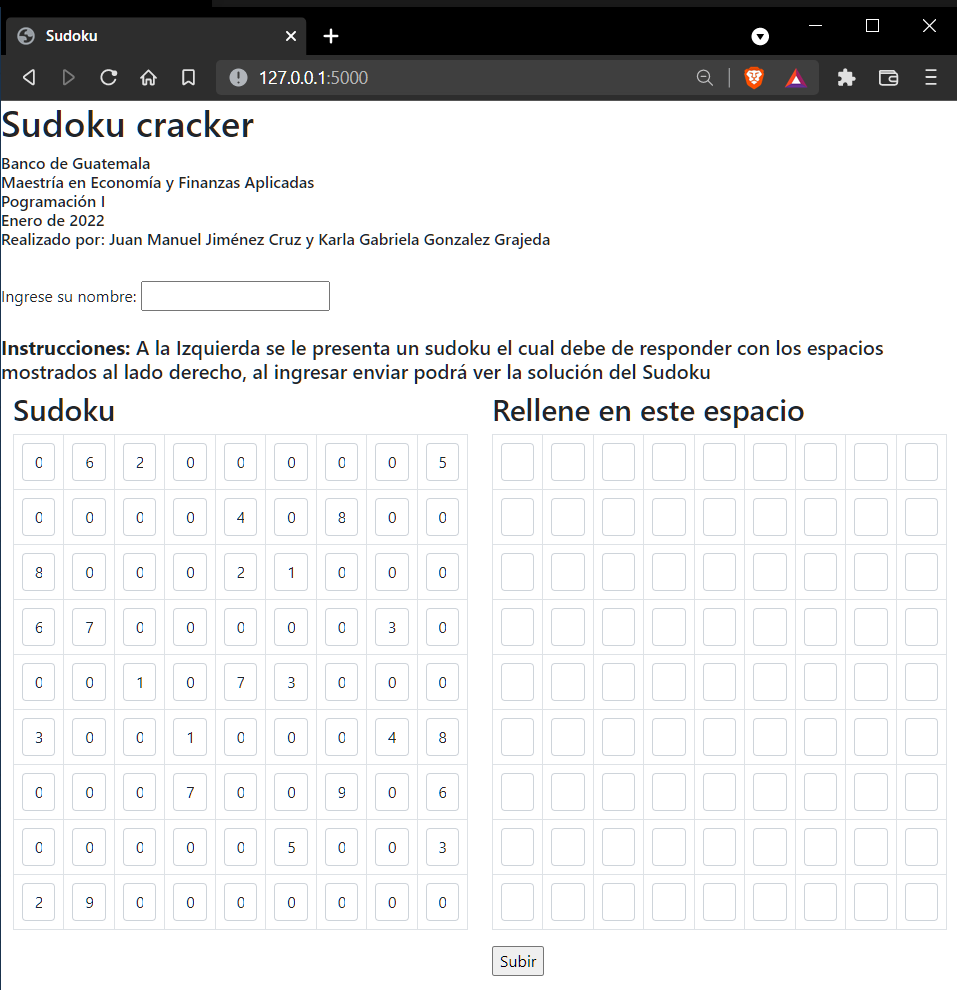 Sudoku
127.0.0.1:5000
Sudoku cracker
Banco de Guatemala
Maestría en Economía y Finanzas Aplicadas
Pogramación I
Enero de 2022
Realizado por: Juan Manuel Jiménez Cruz y Karla Gabriela Gonzalez Grajeda
Ingrese su nombre:
Instrucciones: A la Izquierda se le presenta un sudoku el cual debe de responder con los espacios
mostrados al lado derecho, al ingresar enviar podrá ver la solución del Sudoku
Sudoku
0 6 2 0 0 0 0 0 5
0 0 0 0 4 0 8 0 0
8 0 0 0 2 1 0 0 0
6 7 0 0 0 0 0 3 0
0 0 1 0 7 3 0 0 0
3 0 0 1 0 0 0 4 8
0 0 0 7 0 0 9 0 6
0 0 0 0 0 5 0 0 3
2 9 0 0 0 0 0 0 0
Rellene en este espacio
Subir